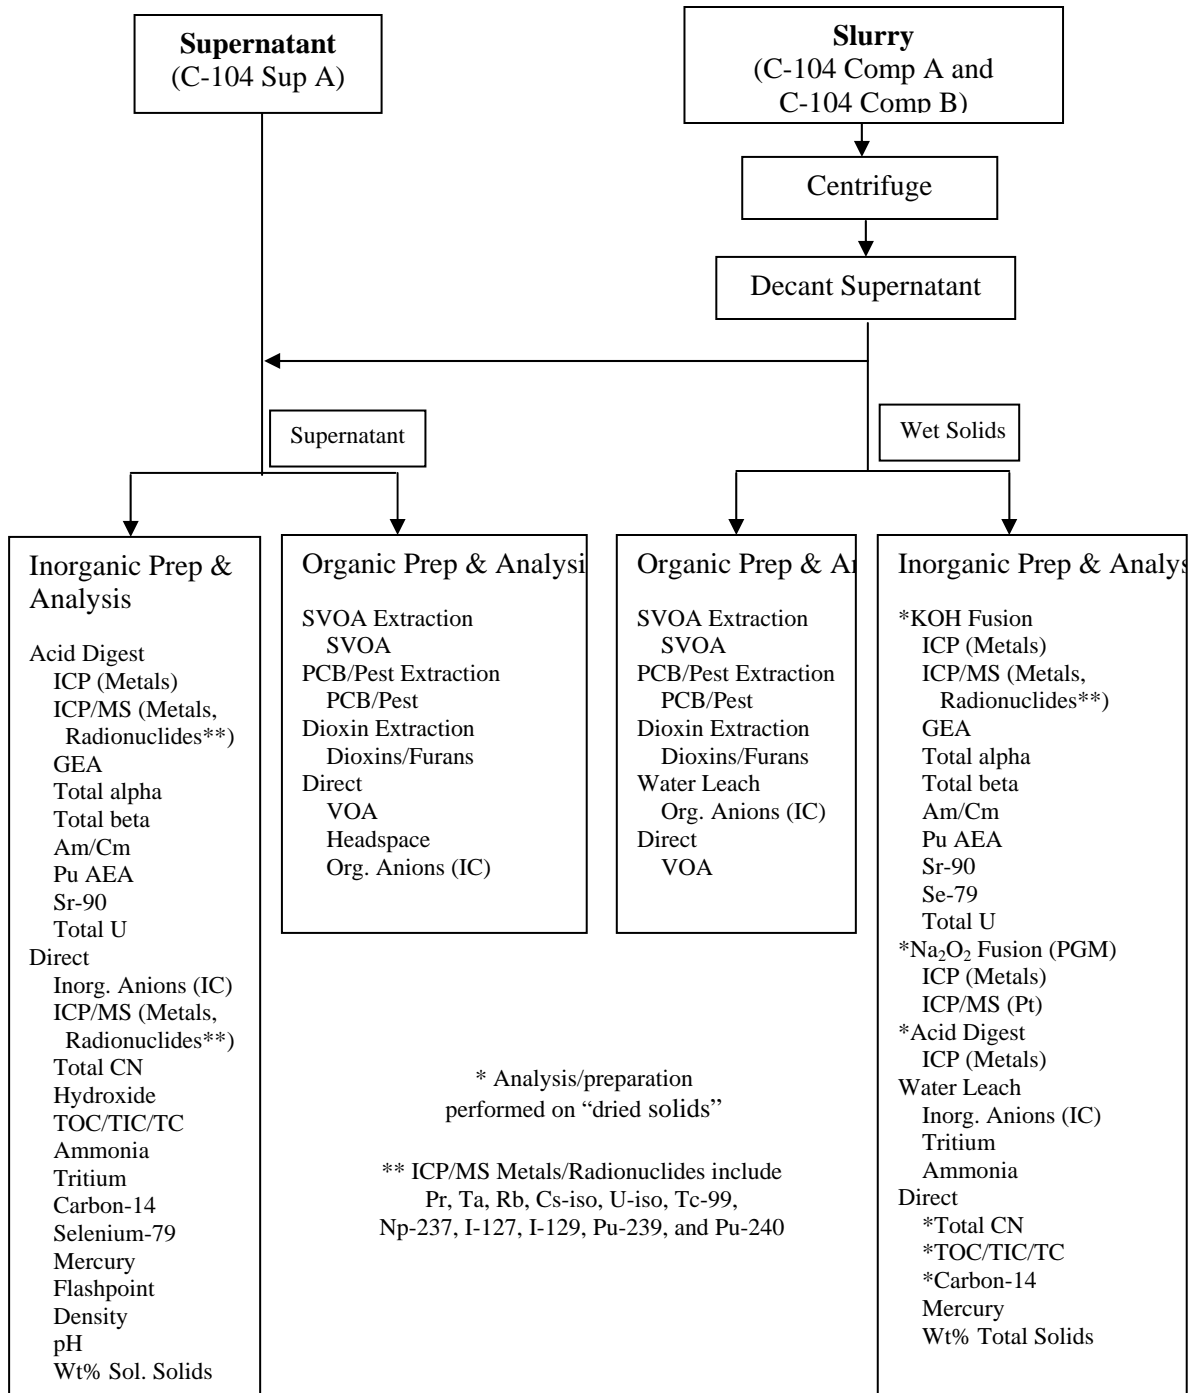 Supernatant
(C-104 Sup A)
Slurry
(C-104 Comp A and
C-104 Comp B)
Centrifuge
Decant Supernatant
Supernatant
Wet Solids
Inorganic Prep &
Analysis
Acid Digest
ICP (Metals)
ICP/MS (Metals,
Radionuclides**)
GEA
Total alpha
Total beta
Am/Cm
Pu AEA
Sr-90
Total U
Direct
Inorg. Anions (IC)
ICP/MS (Metals,
Radionuclides**)
Total CN
Hydroxide
TOC/TIC/TC
Ammonia
Tritium
Carbon-14
Selenium-79
Mercury
Flashpoint
Density
pH
Wt% Sol. Solids
Organic Prep & Analysi
SVOA Extraction
SVOA
PCB/Pest Extraction
PCB/Pest
Dioxin Extraction
Dioxins/Furans
Direct
VOA
Headspace
Org. Anions (IC)
Organic Prep & A
SVOA Extraction
SVOA
PCB/Pest Extraction
PCB/Pest
Dioxin Extraction
Dioxins/Furans
Water Leach
Org. Anions (IC)
Direct
VOA
Inorganic Prep & Analys
*KOH Fusion
ICP (Metals)
ICP/MS (Metals,
Radionuclides**)
GEA
Total alpha
Total beta
Am/Cm
Pu AEA
Sr-90
Se-79
Total U
*Na₂O₂ Fusion (PGM)
ICP (Metals)
ICP/MS (Pt)
*Acid Digest
ICP (Metals)
Water Leach
Inorg. Anions (IC)
Tritium
Ammonia
Direct
*Total CN
*TOC/TIC/TC
*Carbon-14
Mercury
Wt% Total Solids
* Analysis/preparation
performed on “dried solids”
** ICP/MS Metals/Radionuclides include
Pr, Ta, Rb, Cs-iso, U-iso, Tc-99,
Np-237, I-127, I-129, Pu-239, and Pu-240